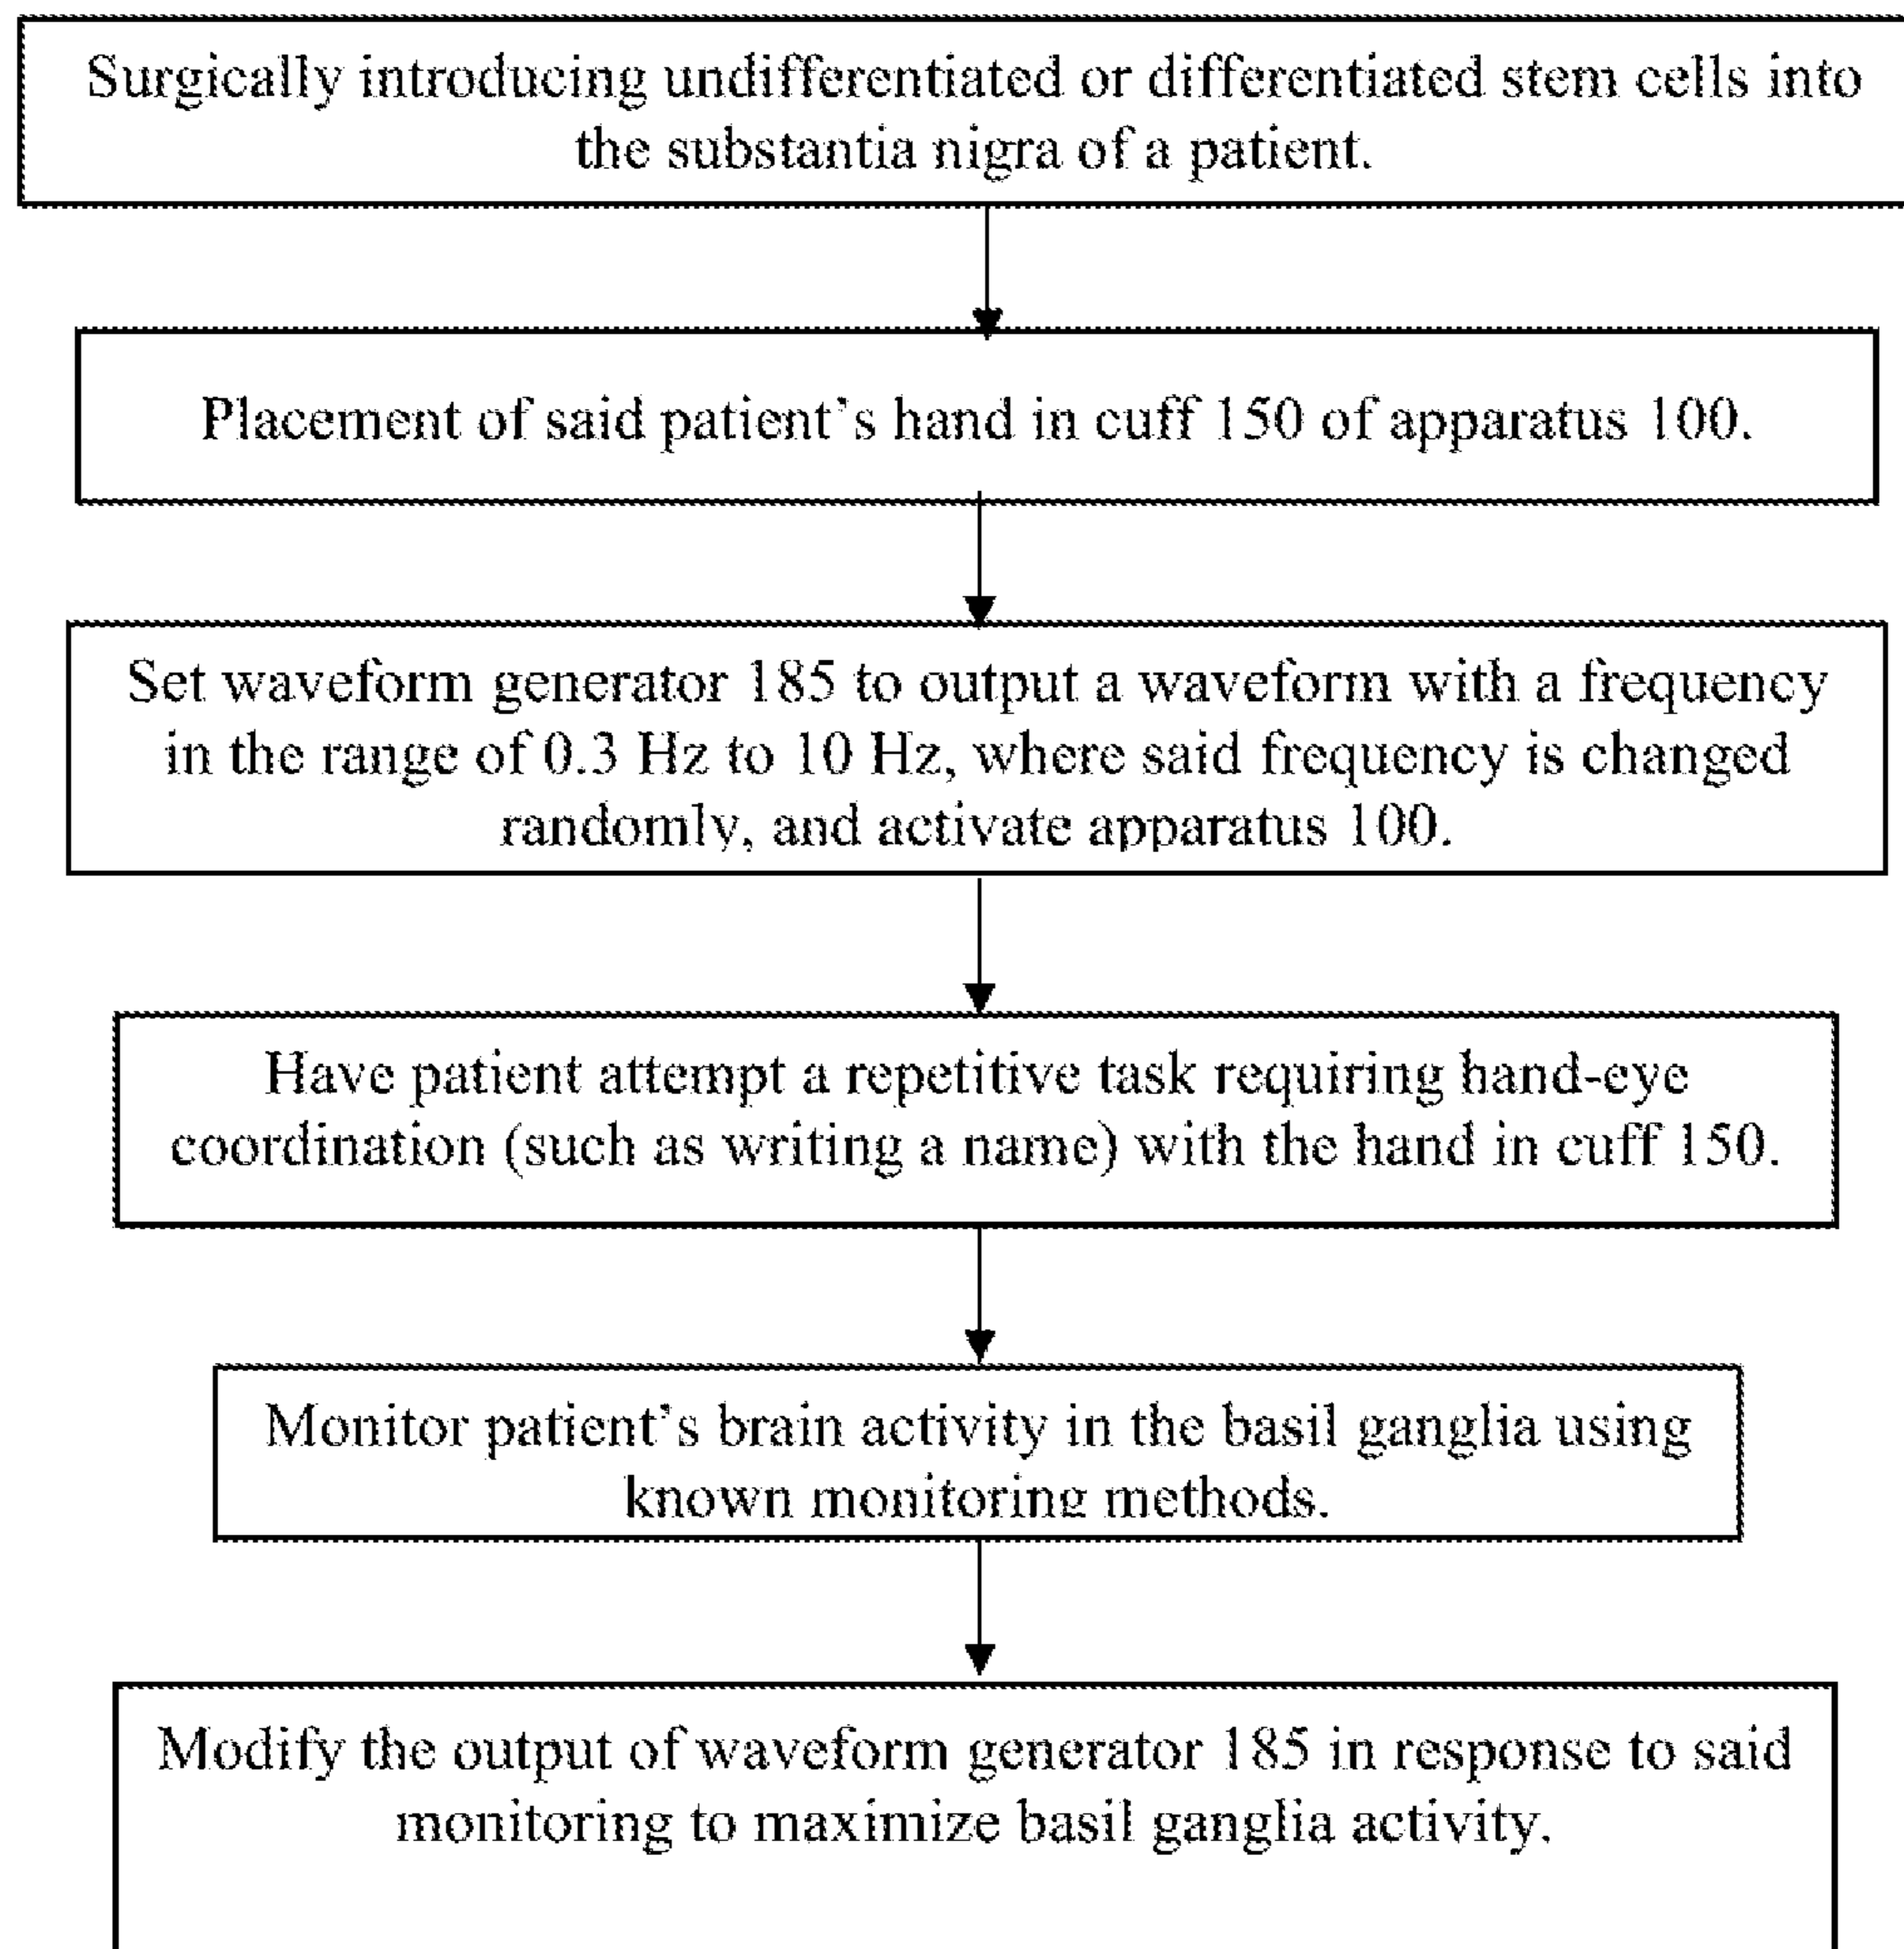 Surgically introducing undifferentiated or differentiated stem cells into
the substantia nigra of a patient.
Placement of said patient's hand in cuff 150 of apparatus 100.
Set waveform generator 185 to output a waveform with a frequency
in the range of 0.3 Hz to 10 Hz, where said frequency is changed
randomly, and activate apparatus 100.
Have patient attempt a repetitive task requiring hand-eye
coordination (such as writing a name) with the hand in cuff 150.
Monitor patient's brain activity in the basil ganglia using
known monitoring methods.
Modify the output of waveform generator 185 in response to said
monitoring to maximize basil ganglia activity.